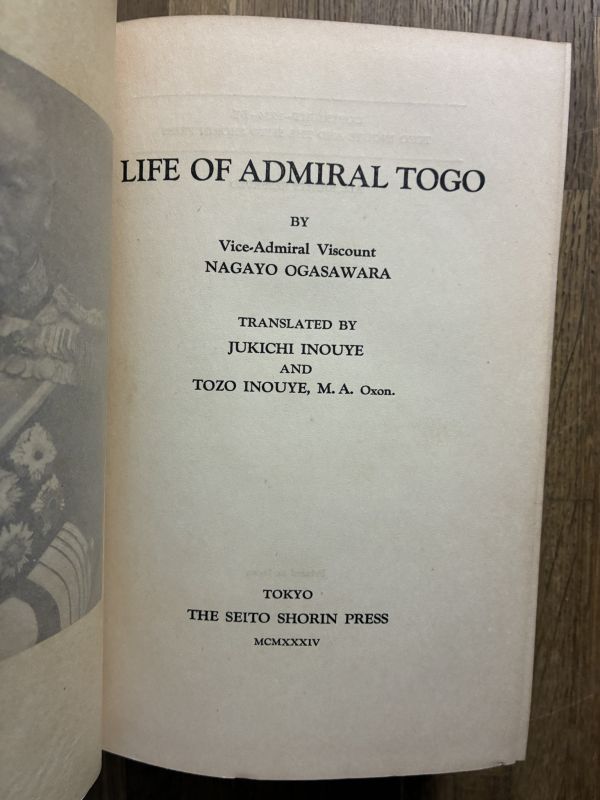 LIFE OF ADMIRAL TOGO
BY
Vice-Admiral Viscount
NAGAYO OGASAWARA
TRANSLATED BY
JUKICHI INOUYE
AND
TOZO INOUYE, M. A. Oxon.
TOKYO
THE SEITO SHORIN PRESS
MCMXXXIV